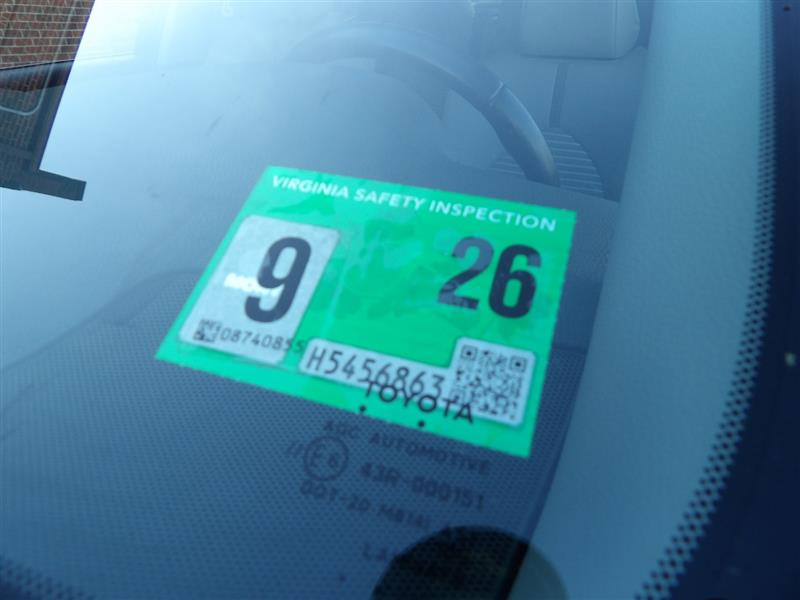 VIRGINIA SAFETY INSPECTION
9 26
08740855
H5456863
TOYOTA
AGC AUTOMOTIVE
43R-000151